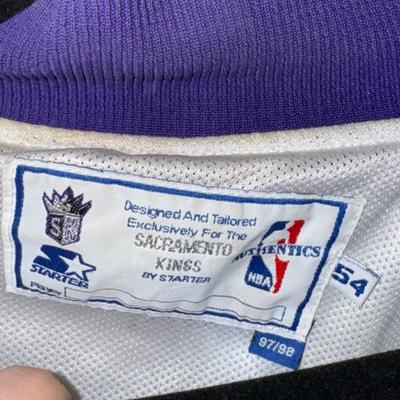 SK
Designed And Tailored
Exclusively For The
SACRAMENTO
KINGS
BY STARTER
STARTER
AUTHENTICS
NBA
54
Player
97/98